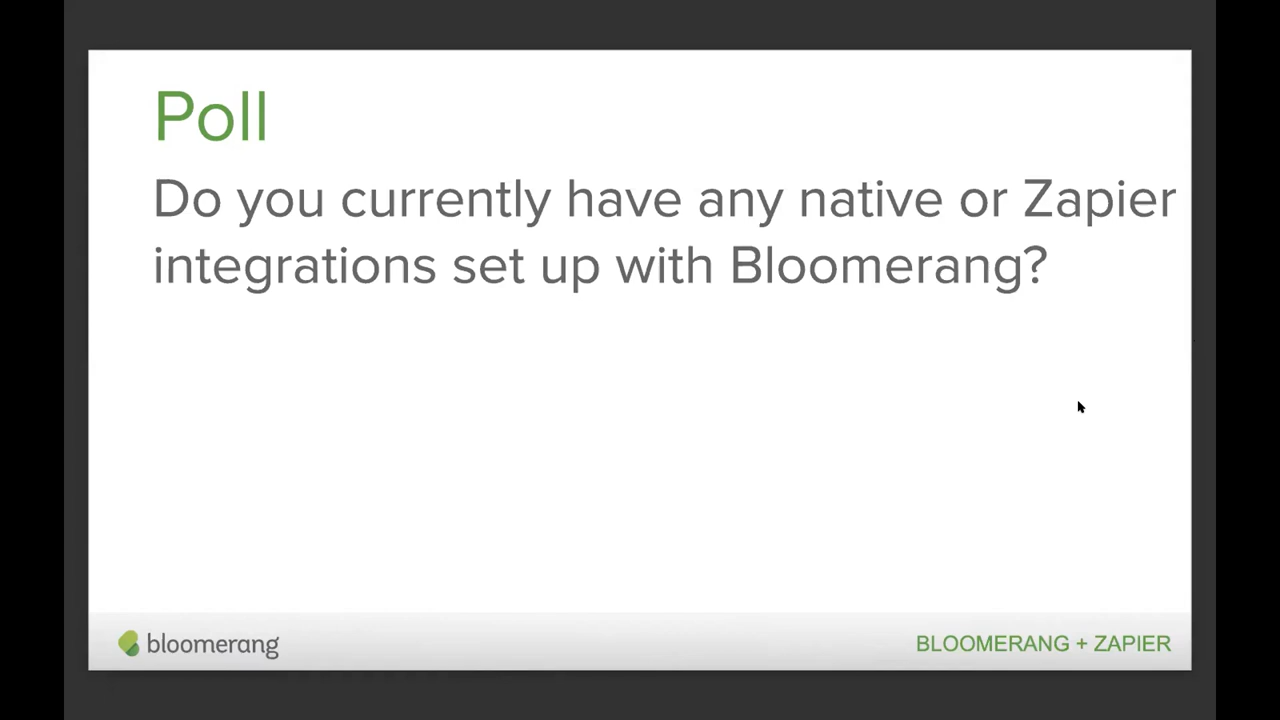 Poll
Do you currently have any native or Zapier
integrations set up with Bloomerang?
bloomerang
BLOOMERANG + ZAPIER